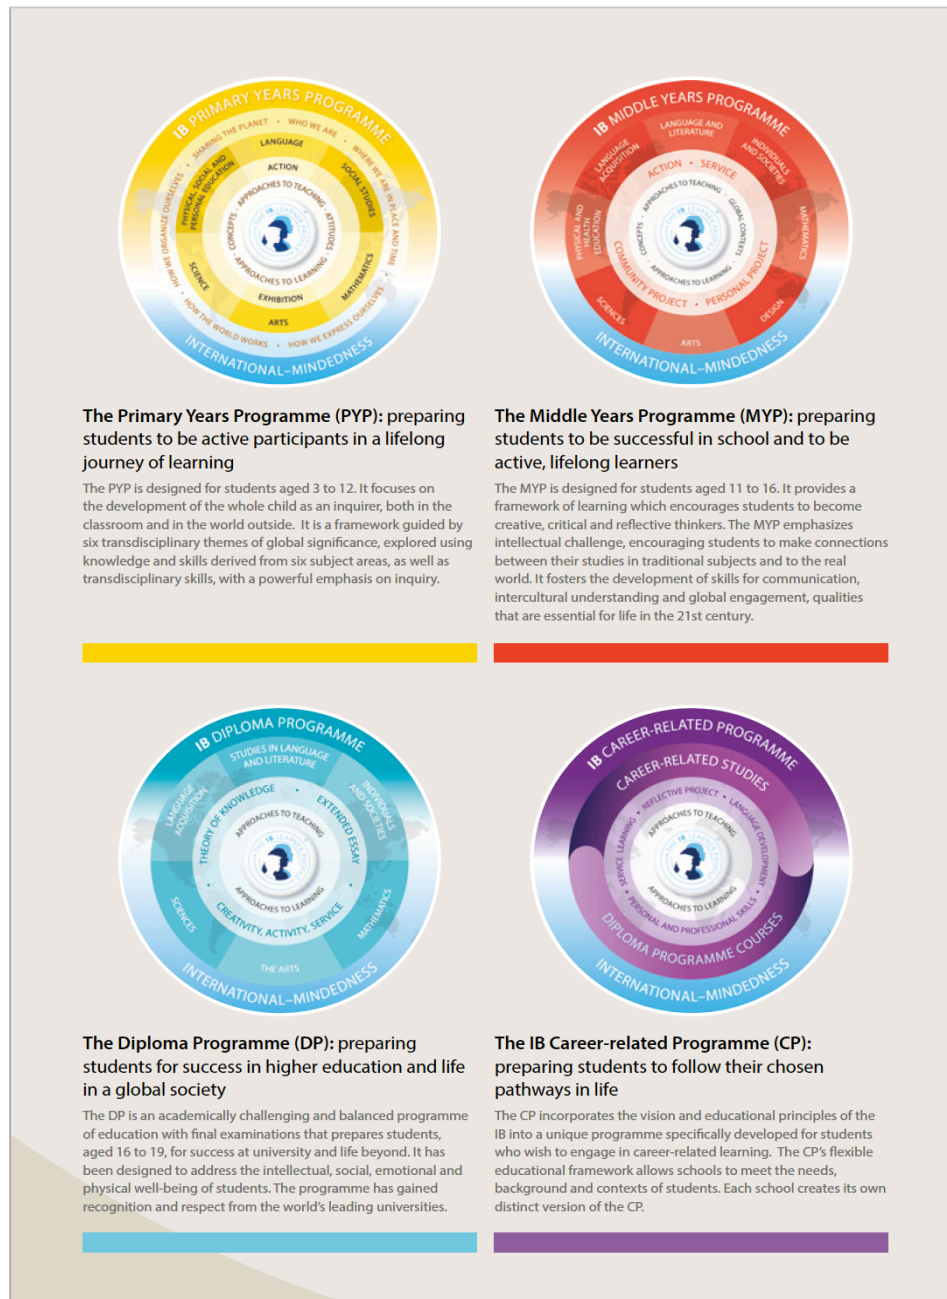 IB PRIMARY YEARS PROGRAMME
SHARING THE PLANET • WHO WE ARE • WHERE WE ARE IN PLACE AND TIME • HOW WE EXPRESS OURSELVES • HOW THE WORLD WORKS • HOW WE ORGANIZE OURSELVES •
LANGUAGE
SOCIAL STUDIES
MATHEMATICS
ARTS
SCIENCE
PHYSICAL, SOCIAL AND
PERSONAL EDUCATION
ACTION
EXHIBITION
APPROACHES TO TEACHING • ATTITUDES • APPROACHES TO LEARNING • CONCEPTS •
THE IB LEARNER PROFILE
INTERNATIONAL–MINDEDNESS
IB MIDDLE YEARS PROGRAMME
LANGUAGE AND
LITERATURE
INDIVIDUALS
AND SOCIETIES
MATHEMATICS
DESIGN
ARTS
SCIENCES
PHYSICAL AND
HEALTH
EDUCATION
LANGUAGE
ACQUISITION
ACTION • SERVICE
PERSONAL PROJECT
COMMUNITY PROJECT •
APPROACHES TO TEACHING • GLOBAL CONTEXTS • APPROACHES TO LEARNING • CONCEPTS •
THE IB LEARNER PROFILE
INTERNATIONAL–MINDEDNESS
The Primary Years Programme (PYP): preparing
students to be active participants in a lifelong
journey of learning
The PYP is designed for students aged 3 to 12. It focuses on
the development of the whole child as an inquirer, both in the
classroom and in the world outside. It is a framework guided by
six transdisciplinary themes of global significance, explored using
knowledge and skills derived from six subject areas, as well as
transdisciplinary skills, with a powerful emphasis on inquiry.
The Middle Years Programme (MYP): preparing
students to be successful in school and to be
active, lifelong learners
The MYP is designed for students aged 11 to 16. It provides a
framework of learning which encourages students to become
creative, critical and reflective thinkers. The MYP emphasizes
intellectual challenge, encouraging students to make connections
between their studies in traditional subjects and to the real
world. It fosters the development of skills for communication,
intercultural understanding and global engagement, qualities
that are essential for life in the 21st century.
IB DIPLOMA PROGRAMME
STUDIES IN LANGUAGE
AND LITERATURE
INDIVIDUALS
AND SOCIETIES
MATHEMATICS
THE ARTS
SCIENCES
LANGUAGE
ACQUISITION
THEORY OF KNOWLEDGE • EXTENDED ESSAY • CREATIVITY, ACTIVITY, SERVICE •
APPROACHES TO TEACHING
APPROACHES TO LEARNING
THE IB LEARNER PROFILE
INTERNATIONAL–MINDEDNESS
IB CAREER-RELATED PROGRAMME
CAREER-RELATED STUDIES
DIPLOMA PROGRAMME COURSES
REFLECTIVE PROJECT • LANGUAGE DEVELOPMENT • PERSONAL AND PROFESSIONAL SKILLS • SERVICE LEARNING •
APPROACHES TO TEACHING
APPROACHES TO LEARNING
THE IB LEARNER PROFILE
INTERNATIONAL–MINDEDNESS
The Diploma Programme (DP): preparing
students for success in higher education and life
in a global society
The DP is an academically challenging and balanced programme
of education with final examinations that prepares students,
aged 16 to 19, for success at university and life beyond. It has
been designed to address the intellectual, social, emotional and
physical well-being of students. The programme has gained
recognition and respect from the world's leading universities.
The IB Career-related Programme (CP):
preparing students to follow their chosen
pathways in life
The CP incorporates the vision and educational principles of the
IB into a unique programme specifically developed for students
who wish to engage in career-related learning. The CP's flexible
educational framework allows schools to meet the needs,
background and contexts of students. Each school creates its own
distinct version of the CP.